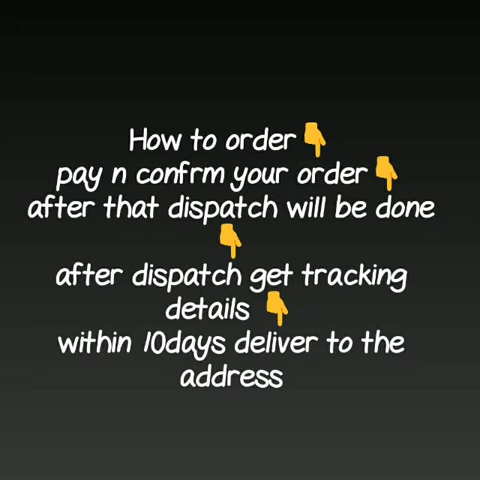 How to order👇
pay n confrm your order👇
after that dispatch will be done
👇
after dispatch get tracking
details 👇
within 10days deliver to the
address